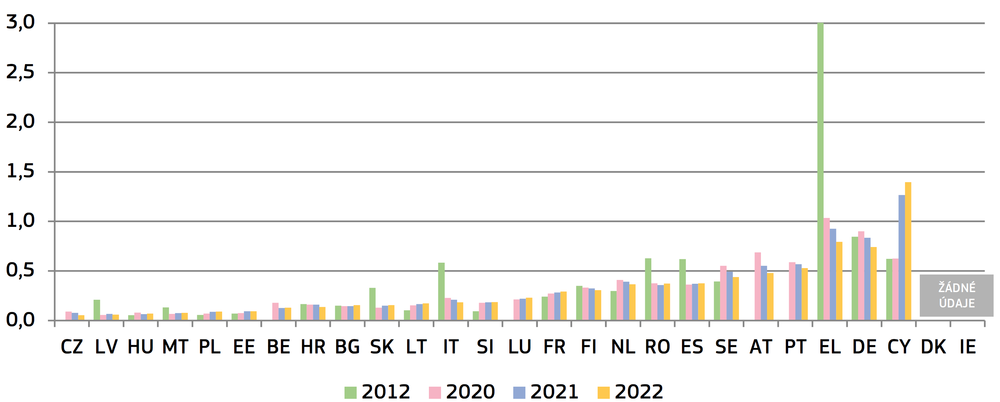 3,0
2,5
2,0
1,5
1,0
0,5
0,0
ŽÁDNÉ
ÚDAJE
CZ LV HU MT PL EE BE HR BG SK LT IT SI LU FR FI NL RO ES SE AT PT EL DE CY DK IE
2012 2020 2021 2022